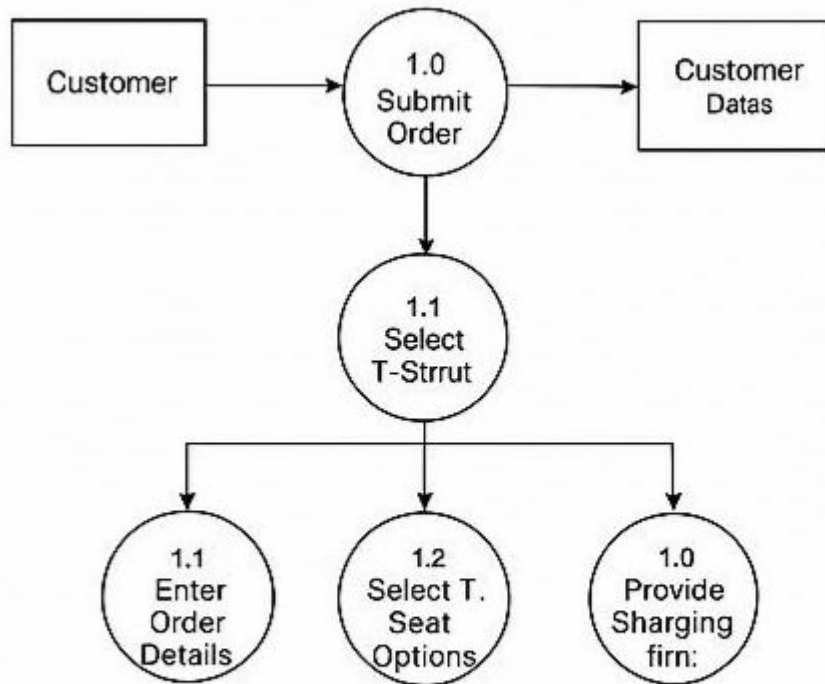 Customer
1.0
Submit
Order
Customer
Datas
1.1
Select
T-Strrut
1.1
Enter
Order
Details
1.2
Select T.
Seat
Options
1.0
Provide
Sharging
firn: